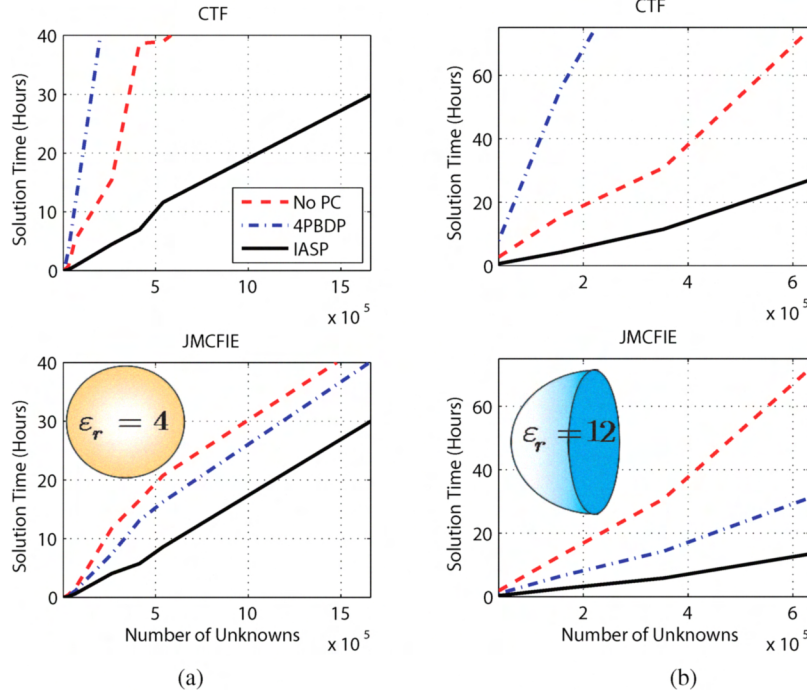 CTF
Solution Time (Hours)
40
30
20
10
0
No PC
4PBDP
IASP
5 10 15
x 10^5
JMCFIE
Solution Time (Hours)
40
30
20
10
0
ε_r = 4
5 10 15
Number of Unknowns
x 10^5
(a)
CTF
Solution Time (Hours)
60
40
20
0
2 4 6
x 10^5
JMCFIE
Solution Time (Hours)
60
40
20
0
ε_r = 12
2 4 6
Number of Unknowns
x 10^5
(b)